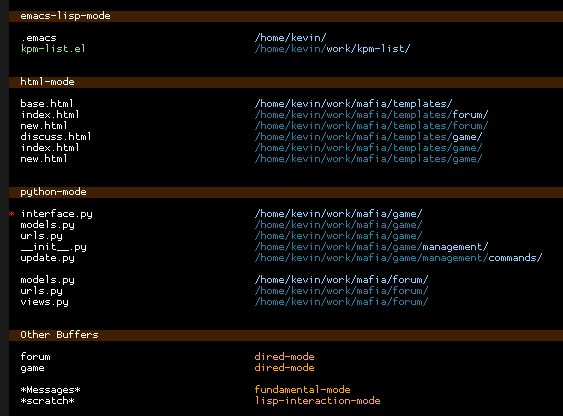 emacs-lisp-mode
.emacs /home/kevin/
kpm-list.el /home/kevin/work/kpm-list/
html-mode
base.html /home/kevin/work/mafia/templates/
index.html /home/kevin/work/mafia/templates/forum/
new.html /home/kevin/work/mafia/templates/forum/
discuss.html /home/kevin/work/mafia/templates/game/
index.html /home/kevin/work/mafia/templates/game/
new.html /home/kevin/work/mafia/templates/game/
python-mode
* interface.py /home/kevin/work/mafia/game/
models.py /home/kevin/work/mafia/game/
urls.py /home/kevin/work/mafia/game/
__init__.py /home/kevin/work/mafia/game/management/
update.py /home/kevin/work/mafia/game/management/commands/
models.py /home/kevin/work/mafia/forum/
urls.py /home/kevin/work/mafia/forum/
views.py /home/kevin/work/mafia/forum/
Other Buffers
forum dired-mode
game dired-mode
*Messages* fundamental-mode
*scratch* lisp-interaction-mode